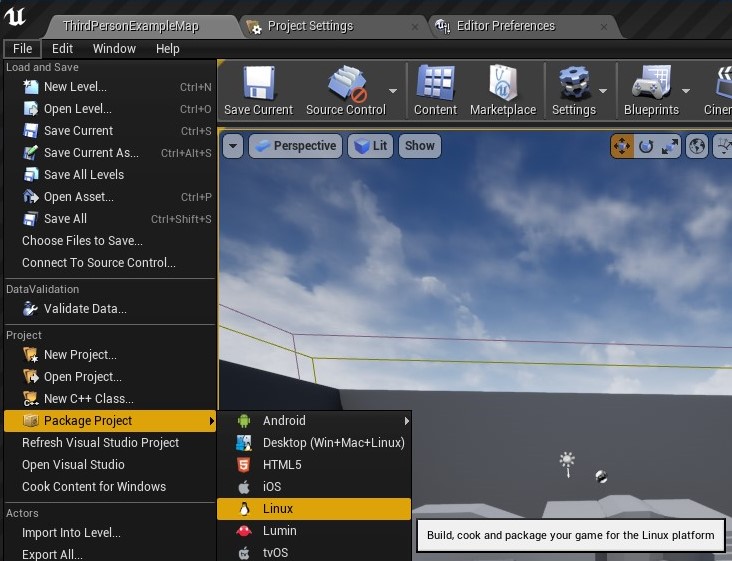 ThirdPersonExampleMap
Project Settings
Editor Preferences
File Edit Window Help
Load and Save
New Level... Ctrl+N
Open Level... Ctrl+O
Save Current Ctrl+S
Save Current As... Ctrl+Alt+S
Save All Levels
Open Asset... Ctrl+P
Save All Ctrl+Shift+S
Choose Files to Save...
Connect To Source Control...
DataValidation
Validate Data...
Project
New Project...
Open Project...
New C++ Class...
Package Project
Refresh Visual Studio Project
Open Visual Studio
Cook Content for Windows
Actors
Import Into Level...
Export All...
Save Current
Source Control
Content
Marketplace
Settings
Blueprints
Cinem
Perspective
Lit
Show
Android
Desktop (Win+Mac+Linux)
HTML5
iOS
Linux
Lumin
tvOS
Build, cook and package your game for the Linux platform